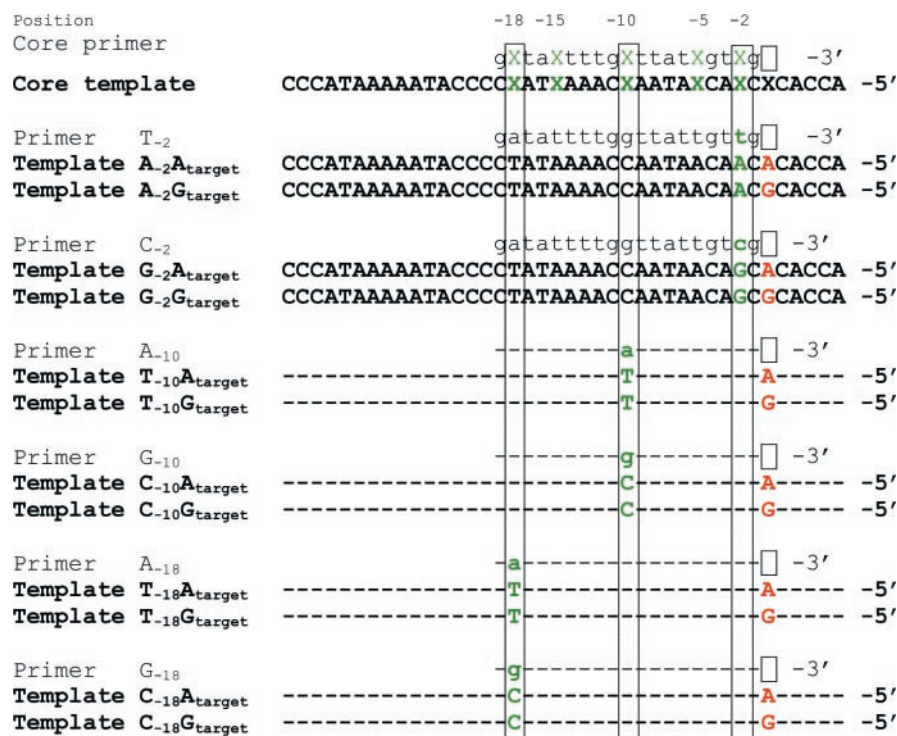 Position -18 -15 -10 -5 -2
Core primer gXtaXtttgXttatXgtXg□ -3′
Core template CCCATAAAAATACCCCXATXAAACXAATAXCAXCXCACCA -5′
Primer T-2 gatattttggttattgttg□ -3′
Template A-2Atarget CCCATAAAAATACCCCTATAAAACCAATAACAACACACCA -5′
Template A-2Gtarget CCCATAAAAATACCCCTATAAAACCAATAACAACGCACCA -5′
Primer C-2 gatattttggttattgtcg□ -3′
Template G-2Atarget CCCATAAAAATACCCCTATAAAACCAATAACAGCACACCA -5′
Template G-2Gtarget CCCATAAAAATACCCCTATAAAACCAATAACAGCGCACCA -5′
Primer A-10 ---------a---------□ -3′
Template T-10Atarget ------------------------T---------A----- -5′
Template T-10Gtarget ------------------------T---------G----- -5′
Primer G-10 ---------g---------□ -3′
Template C-10Atarget ------------------------C---------A----- -5′
Template C-10Gtarget ------------------------C---------G----- -5′
Primer A-18 -a-----------------□ -3′
Template T-18Atarget ----------------T-----------------A----- -5′
Template T-18Gtarget ----------------T-----------------G----- -5′
Primer G-18 -g-----------------□ -3′
Template C-18Atarget ----------------C-----------------A----- -5′
Template C-18Gtarget ----------------C-----------------G----- -5′